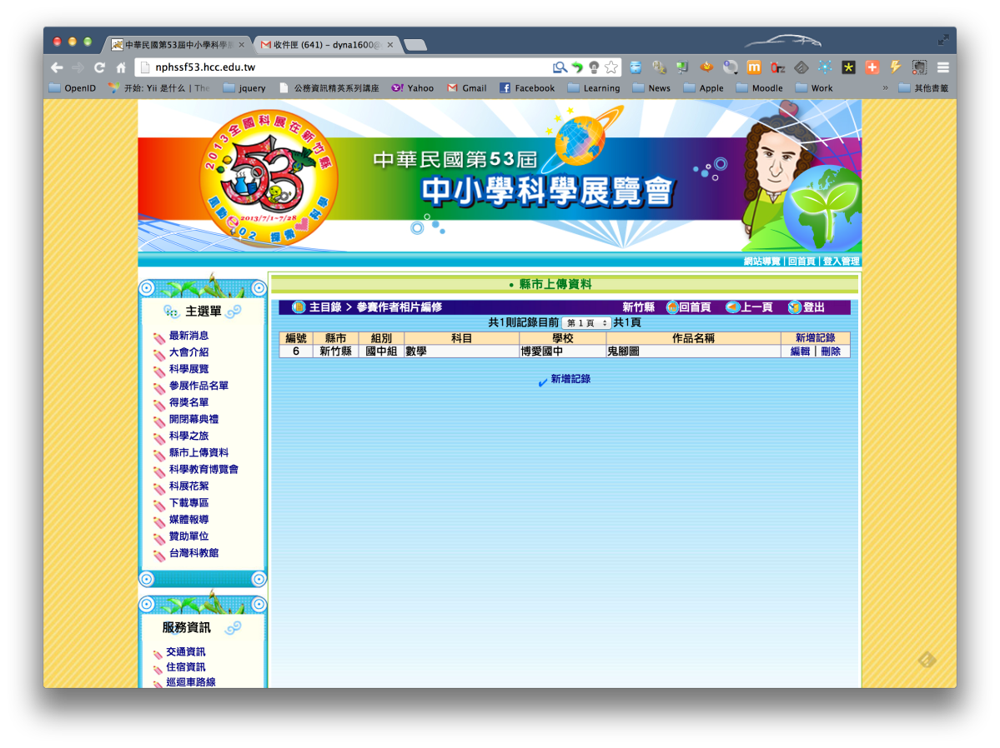 中華民國第53屆中小學科學
收件匣 (641) – dyna1600@
nphssf53.hcc.edu.tw
OpenID 开始: Yii 是什么 | The jquery 公務資訊精英系列講座 Yahoo Gmail Facebook Learning News Apple Moodle Work » 其他書籤
2013全國科展在新竹縣
53
2013/7/1~7/28
風動e02 探索 科學
中華民國第53屆
中小學科學展覽會
網站導覽 | 回首頁 | 登入管理
主選單
最新消息
大會介紹
科學展覽
參展作品名單
得獎名單
開閉幕典禮
科學之旅
縣市上傳資料
科學教育博覽會
科展花絮
下載專區
媒體報導
贊助單位
台灣科教館
服務資訊
交通資訊
住宿資訊
巡迴車路線
• 縣市上傳資料
主目錄 > 參賽作者相片編修 新竹縣 回首頁 上一頁 登出
共1則記錄目前 第 1 頁 共1頁
編號 縣市 組別 科目 學校 作品名稱 新增記錄
6 新竹縣 國中組 數學 博愛國中 鬼腳圖 編輯 | 刪除
新增記錄